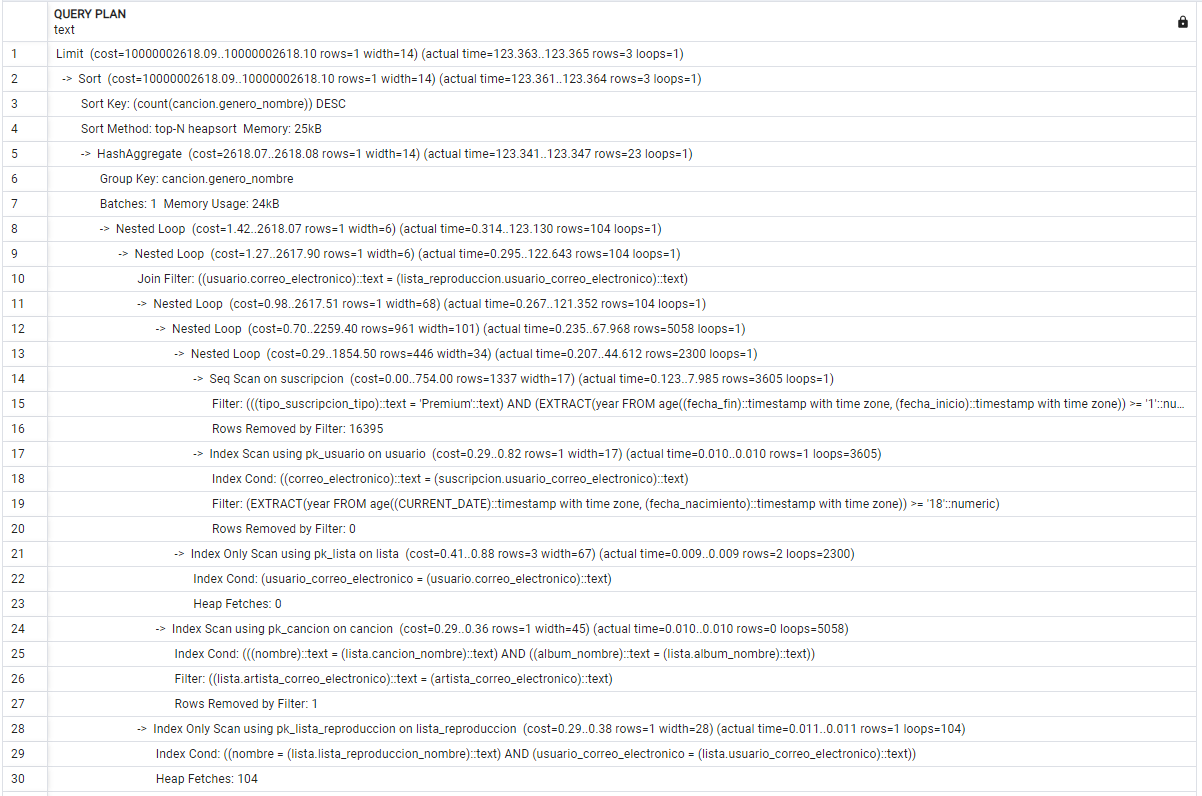 QUERY PLAN
text
1 Limit (cost=10000002618.09..10000002618.10 rows=1 width=14) (actual time=123.363..123.365 rows=3 loops=1)
2 -> Sort (cost=10000002618.09..10000002618.10 rows=1 width=14) (actual time=123.361..123.364 rows=3 loops=1)
3 Sort Key: (count(cancion.genero_nombre)) DESC
4 Sort Method: top-N heapsort Memory: 25kB
5 -> HashAggregate (cost=2618.07..2618.08 rows=1 width=14) (actual time=123.341..123.347 rows=23 loops=1)
6 Group Key: cancion.genero_nombre
7 Batches: 1 Memory Usage: 24kB
8 -> Nested Loop (cost=1.42..2618.07 rows=1 width=6) (actual time=0.314..123.130 rows=104 loops=1)
9 -> Nested Loop (cost=1.27..2617.90 rows=1 width=6) (actual time=0.295..122.643 rows=104 loops=1)
10 Join Filter: ((usuario.correo_electronico)::text = (lista_reproduccion.usuario_correo_electronico)::text)
11 -> Nested Loop (cost=0.98..2617.51 rows=1 width=68) (actual time=0.267..121.352 rows=104 loops=1)
12 -> Nested Loop (cost=0.70..2259.40 rows=961 width=101) (actual time=0.235..67.968 rows=5058 loops=1)
13 -> Nested Loop (cost=0.29..1854.50 rows=446 width=34) (actual time=0.207..44.612 rows=2300 loops=1)
14 -> Seq Scan on suscripcion (cost=0.00..754.00 rows=1337 width=17) (actual time=0.123..7.985 rows=3605 loops=1)
15 Filter: (((tipo_suscripcion_tipo)::text = 'Premium'::text) AND (EXTRACT(year FROM age((fecha_fin)::timestamp with time zone, (fecha_inicio)::timestamp with time zone)) >= '1'::nu...
16 Rows Removed by Filter: 16395
17 -> Index Scan using pk_usuario on usuario (cost=0.29..0.82 rows=1 width=17) (actual time=0.010..0.010 rows=1 loops=3605)
18 Index Cond: ((correo_electronico)::text = (suscripcion.usuario_correo_electronico)::text)
19 Filter: (EXTRACT(year FROM age((CURRENT_DATE)::timestamp with time zone, (fecha_nacimiento)::timestamp with time zone)) >= '18'::numeric)
20 Rows Removed by Filter: 0
21 -> Index Only Scan using pk_lista on lista (cost=0.41..0.88 rows=3 width=67) (actual time=0.009..0.009 rows=2 loops=2300)
22 Index Cond: (usuario_correo_electronico = (usuario.correo_electronico)::text)
23 Heap Fetches: 0
24 -> Index Scan using pk_cancion on cancion (cost=0.29..0.36 rows=1 width=45) (actual time=0.010..0.010 rows=0 loops=5058)
25 Index Cond: (((nombre)::text = (lista.cancion_nombre)::text) AND ((album_nombre)::text = (lista.album_nombre)::text))
26 Filter: ((lista.artista_correo_electronico)::text = (artista_correo_electronico)::text)
27 Rows Removed by Filter: 1
28 -> Index Only Scan using pk_lista_reproduccion on lista_reproduccion (cost=0.29..0.38 rows=1 width=28) (actual time=0.011..0.011 rows=1 loops=104)
29 Index Cond: ((nombre = (lista.lista_reproduccion_nombre)::text) AND (usuario_correo_electronico = (lista.usuario_correo_electronico)::text))
30 Heap Fetches: 104